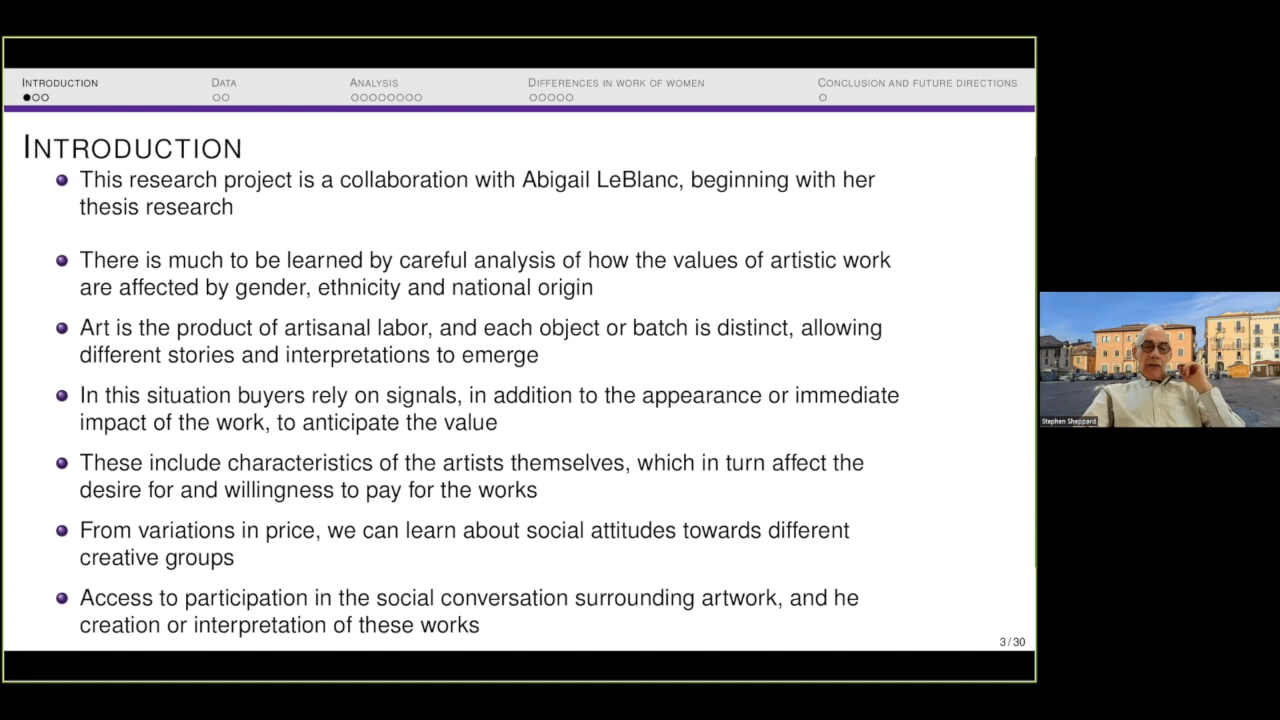 INTRODUCTION DATA ANALYSIS DIFFERENCES IN WORK OF WOMEN CONCLUSION AND FUTURE DIRECTIONS
INTRODUCTION
This research project is a collaboration with Abigail LeBlanc, beginning with her
thesis research
There is much to be learned by careful analysis of how the values of artistic work
are affected by gender, ethnicity and national origin
Art is the product of artisanal labor, and each object or batch is distinct, allowing
different stories and interpretations to emerge
In this situation buyers rely on signals, in addition to the appearance or immediate
impact of the work, to anticipate the value
These include characteristics of the artists themselves, which in turn affect the
desire for and willingness to pay for the works
From variations in price, we can learn about social attitudes towards different
creative groups
Access to participation in the social conversation surrounding artwork, and he
creation or interpretation of these works
3 / 30
Stephen Sheppard